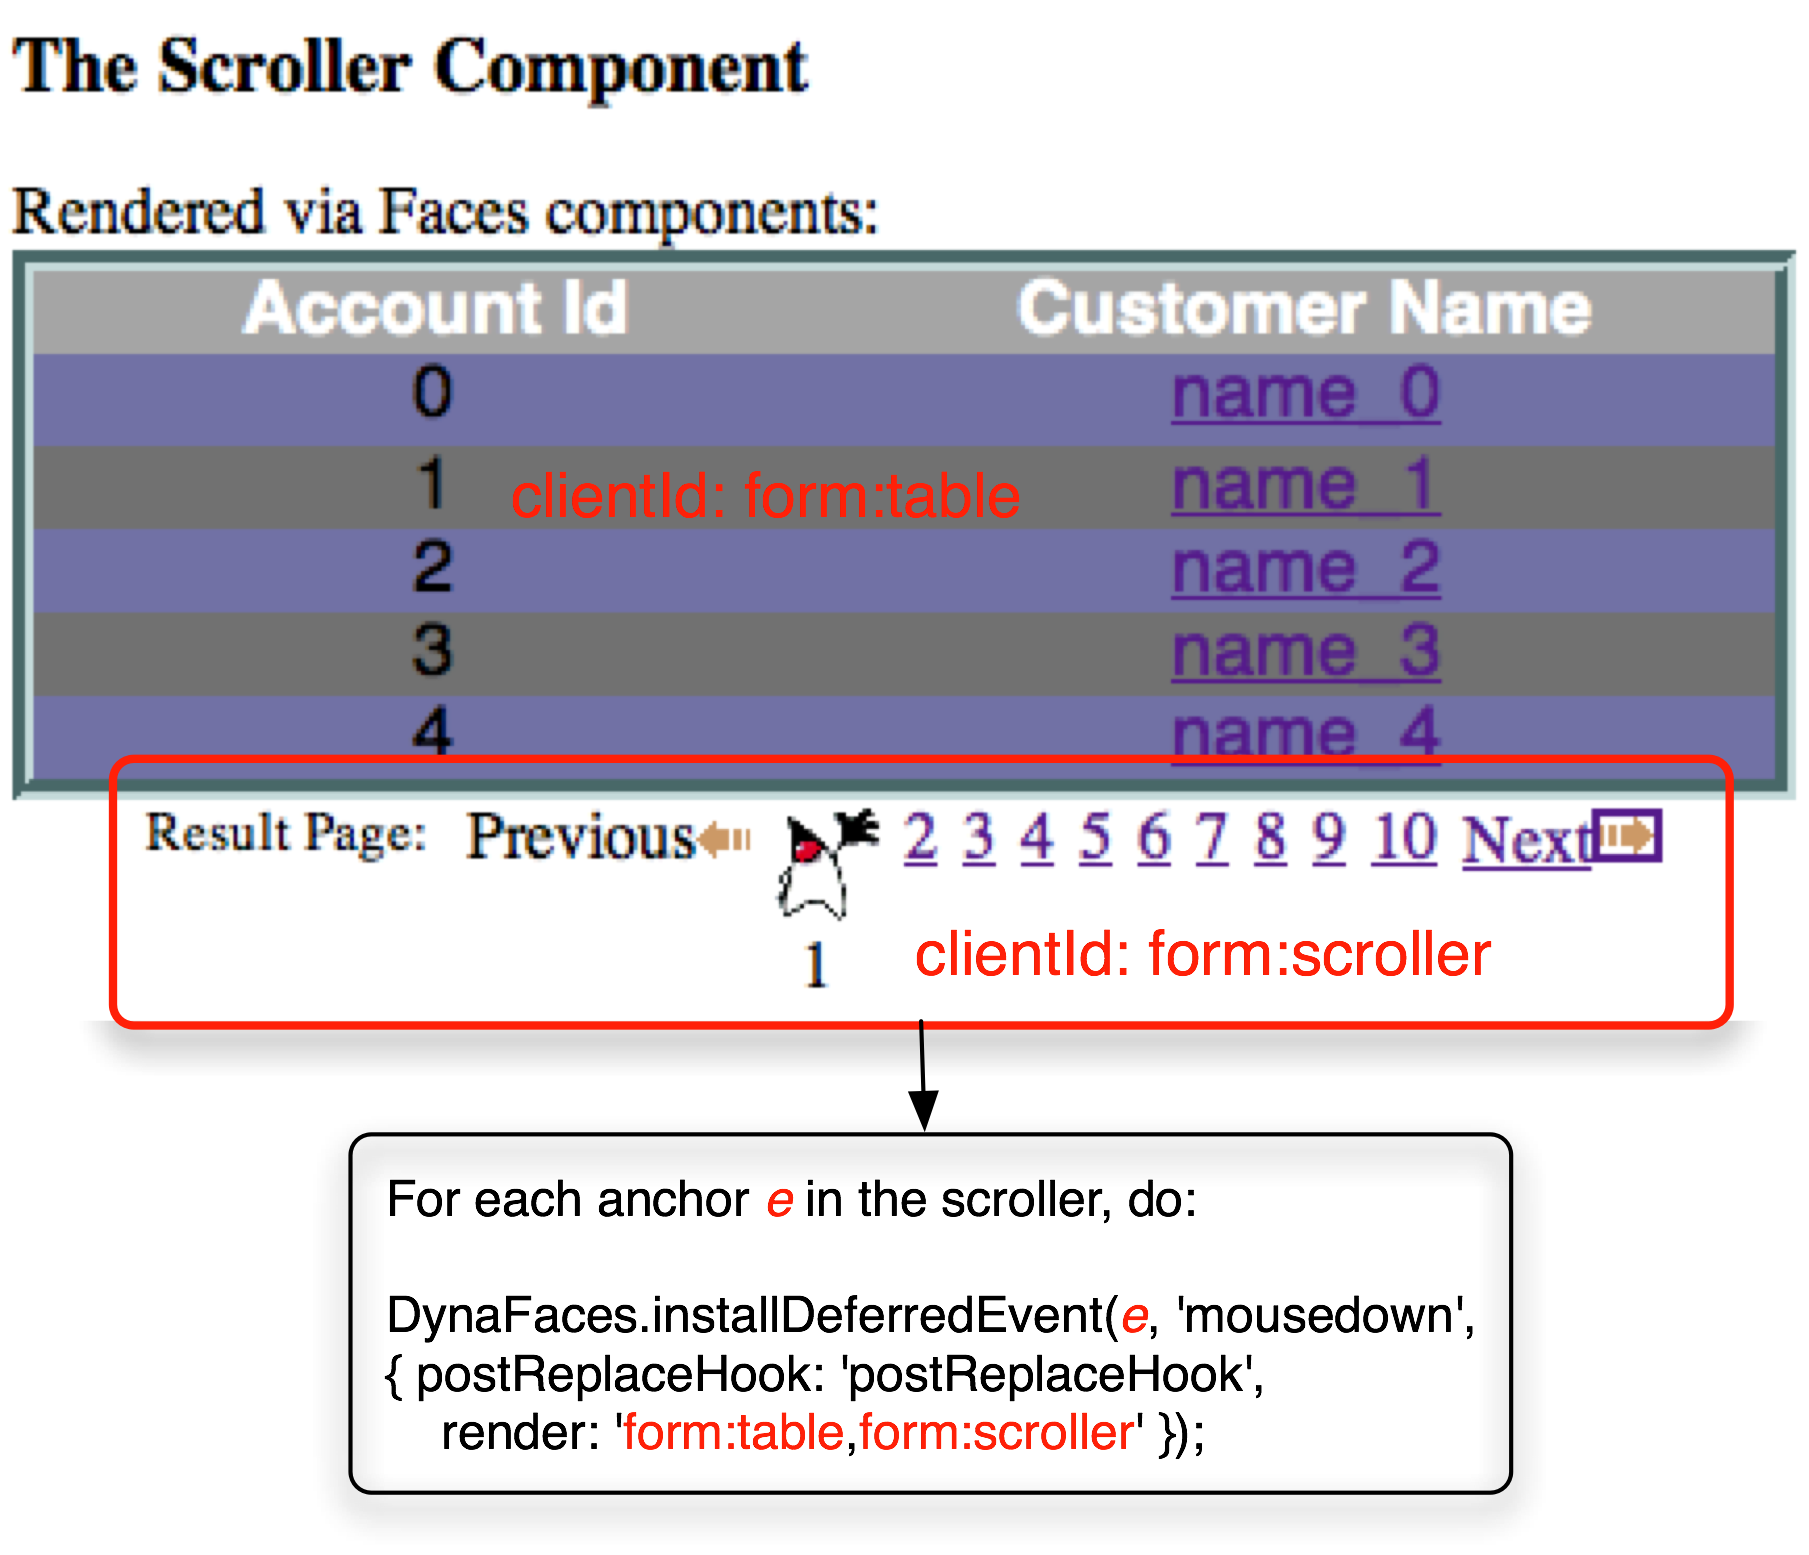 The Scroller Component
Rendered via Faces components:
Account Id Customer Name
0 name_0
1 clientId: form:table name_1
2 name_2
3 name_3
4 name_4
Result Page: Previous 2 3 4 5 6 7 8 9 10 Next
1 clientId: form:scroller
For each anchor e in the scroller, do:
DynaFaces.installDeferredEvent(e, 'mousedown',
{ postReplaceHook: 'postReplaceHook',
render: 'form:table,form:scroller' });